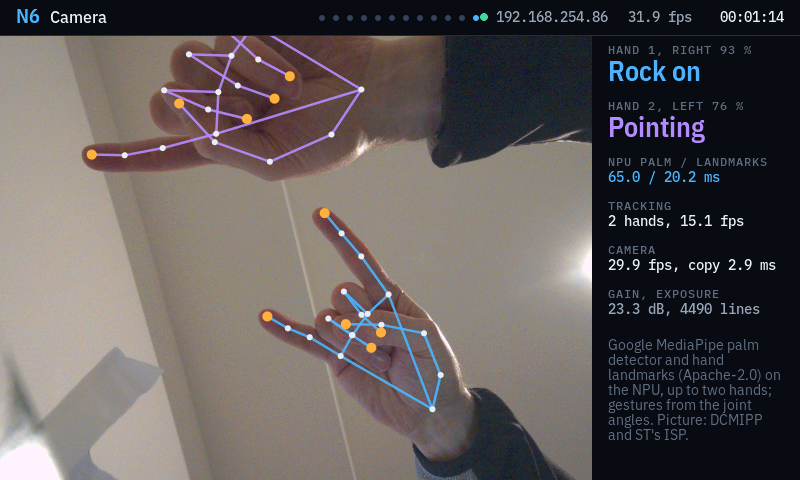 N6 Camera
192.168.254.86 31.9 fps 00:01:14
HAND 1, RIGHT 93 %
Rock on
HAND 2, LEFT 76 %
Pointing
NPU PALM / LANDMARKS
65.0 / 20.2 ms
TRACKING
2 hands, 15.1 fps
CAMERA
29.9 fps, copy 2.9 ms
GAIN, EXPOSURE
23.3 dB, 4490 lines
Google MediaPipe palm
detector and hand
landmarks (Apache-2.0) on
the NPU, up to two hands;
gestures from the joint
angles. Picture: DCMIPP
and ST's ISP.